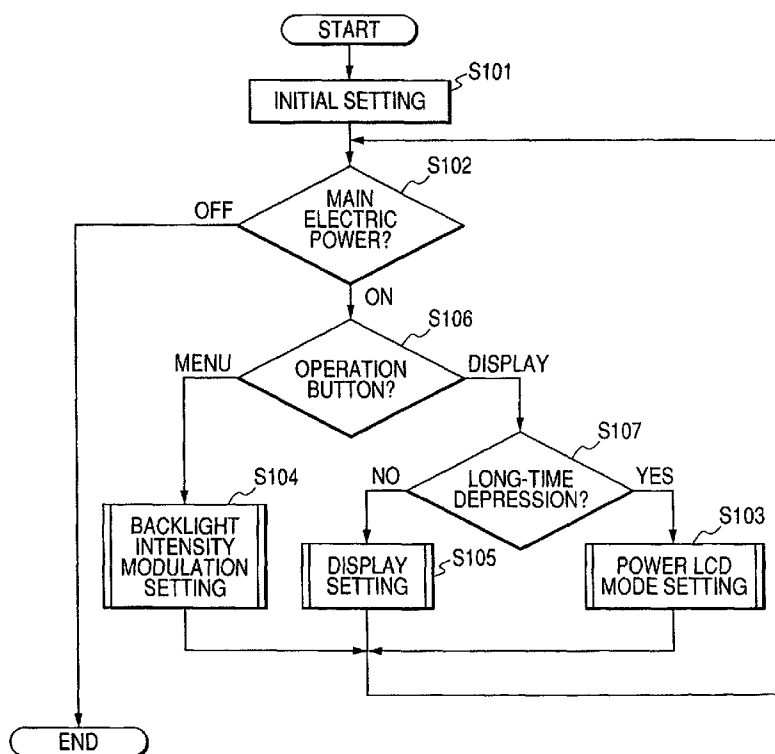 START
S101
INITIAL SETTING
S102
MAIN
ELECTRIC
POWER?
OFF
ON
S106
MENU
OPERATION
BUTTON?
DISPLAY
S107
NO
LONG-TIME
DEPRESSION?
YES
S104
BACKLIGHT
INTENSITY
MODULATION
SETTING
DISPLAY
SETTING
S105
S103
POWER LCD
MODE SETTING
END